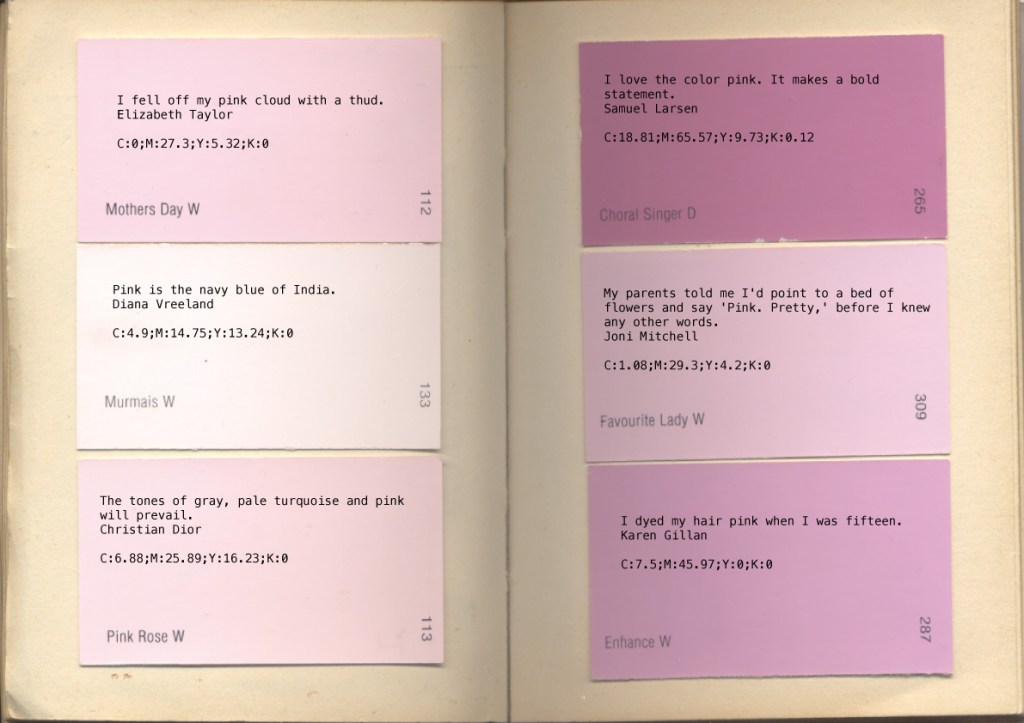 I fell off my pink cloud with a thud.
Elizabeth Taylor
C:0;M:27.3;Y:5.32;K:0
Mothers Day W
112
Pink is the navy blue of India.
Diana Vreeland
C:4.9;M:14.75;Y:13.24;K:0
Murmais W
133
The tones of gray, pale turquoise and pink
will prevail.
Christian Dior
C:6.88;M:25.89;Y:16.23;K:0
Pink Rose W
113
I love the color pink. It makes a bold
statement.
Samuel Larsen
C:18.81;M:65.57;Y:9.73;K:0.12
Choral Singer D
265
My parents told me I'd point to a bed of
flowers and say 'Pink. Pretty,' before I knew
any other words.
Joni Mitchell
C:1.08;M:29.3;Y:4.2;K:0
Favourite Lady W
309
I dyed my hair pink when I was fifteen.
Karen Gillan
C:7.5;M:45.97;Y:0;K:0
Enhance W
287